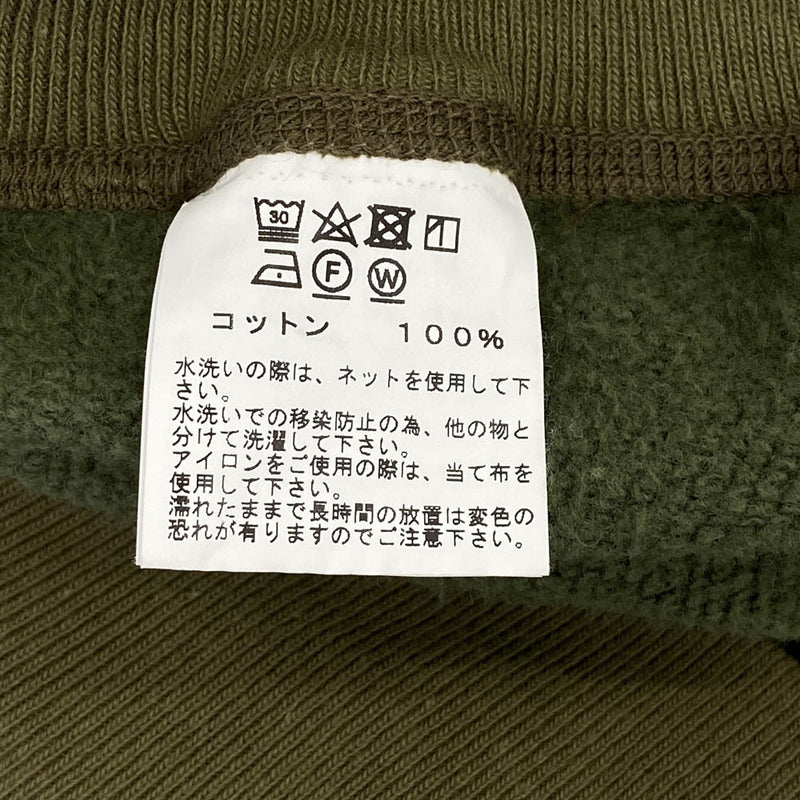 30
F W
コットン 100%
水洗いの際は、ネットを使用して下
さい。
水洗いでの移染防止の為、他の物と
分けて洗濯して下さい。
アイロンをご使用の際は、当て布を
使用して下さい。
濡れたままで長時間の放置は変色の
恐れが有りますのでご注意下さい。